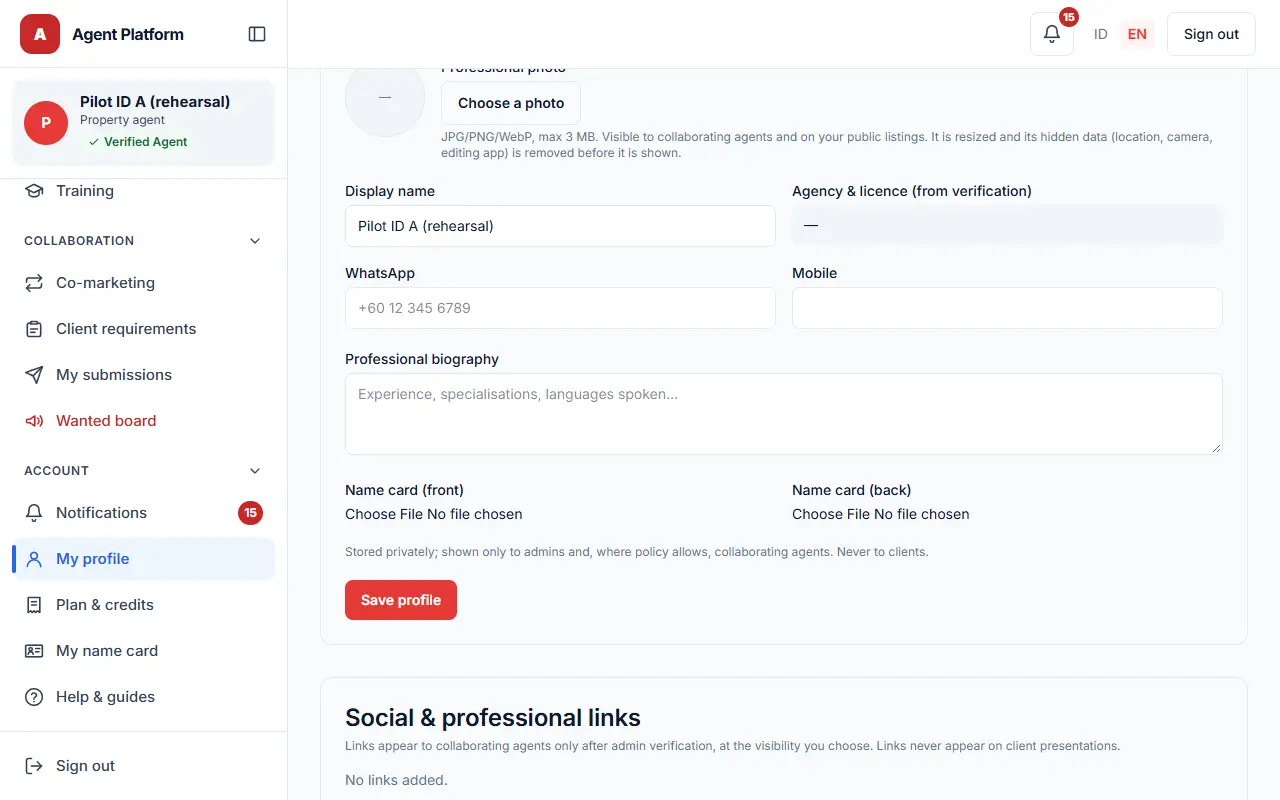 A
Agent Platform
15
ID
EN
Sign out
P
Pilot ID A (rehearsal)
Property agent
Verified Agent
Training
COLLABORATION
Co-marketing
Client requirements
My submissions
Wanted board
ACCOUNT
Notifications
15
My profile
Plan & credits
My name card
Help & guides
Sign out
Professional photo
—
Choose a photo
JPG/PNG/WebP, max 3 MB. Visible to collaborating agents and on your public listings. It is resized and its hidden data (location, camera,
editing app) is removed before it is shown.
Display name
Agency & licence (from verification)
Pilot ID A (rehearsal)
—
WhatsApp
Mobile
+60 12 345 6789
Professional biography
Experience, specialisations, languages spoken...
Name card (front)
Name card (back)
Choose File No file chosen
Choose File No file chosen
Stored privately; shown only to admins and, where policy allows, collaborating agents. Never to clients.
Save profile
Social & professional links
Links appear to collaborating agents only after admin verification, at the visibility you choose. Links never appear on client presentations.
No links added.